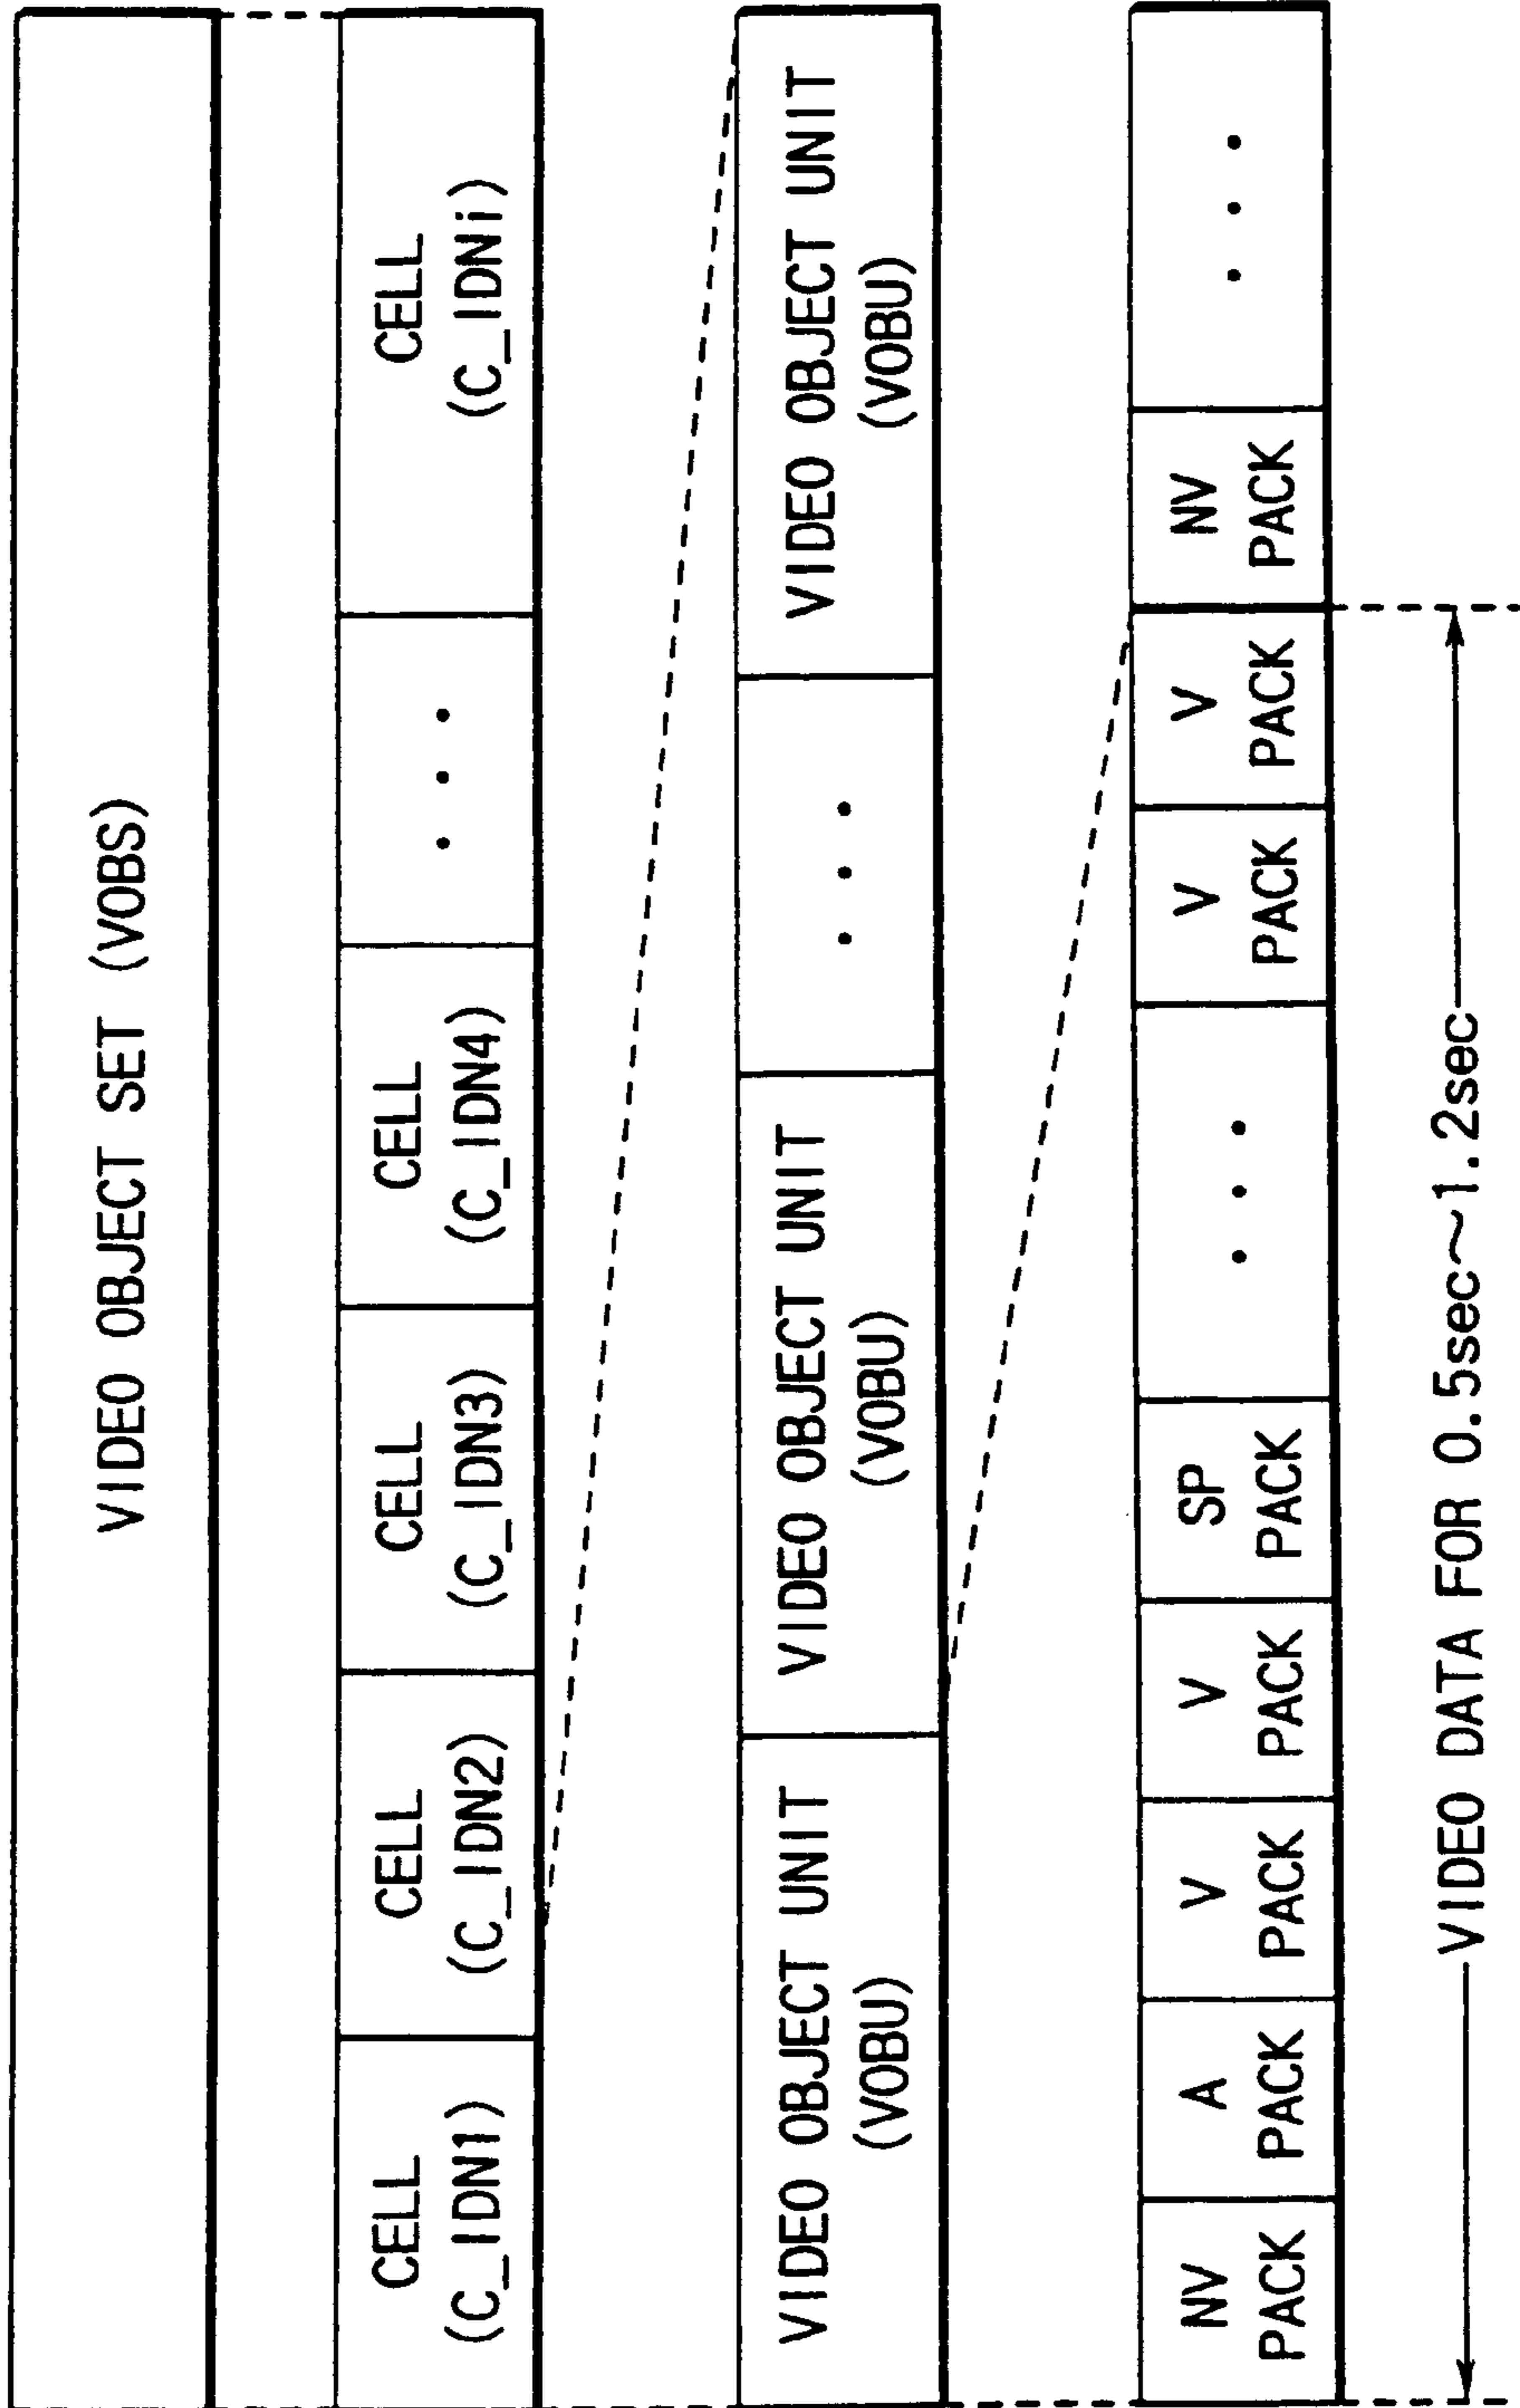 VIDEO OBJECT SET (VOBS)
CELL
(C_IDN1)
CELL
(C_IDN2)
CELL
(C_IDN3)
CELL
(C_IDN4)
• • •
CELL
(C_IDNi)
VIDEO OBJECT UNIT
(VOBU)
VIDEO OBJECT UNIT
(VOBU)
• • •
VIDEO OBJECT UNIT
(VOBU)
NV
PACK
A
PACK
V
PACK
V
PACK
SP
PACK
• • •
V
PACK
V
PACK
NV
PACK
• • •
VIDEO DATA FOR 0.5sec~1.2sec